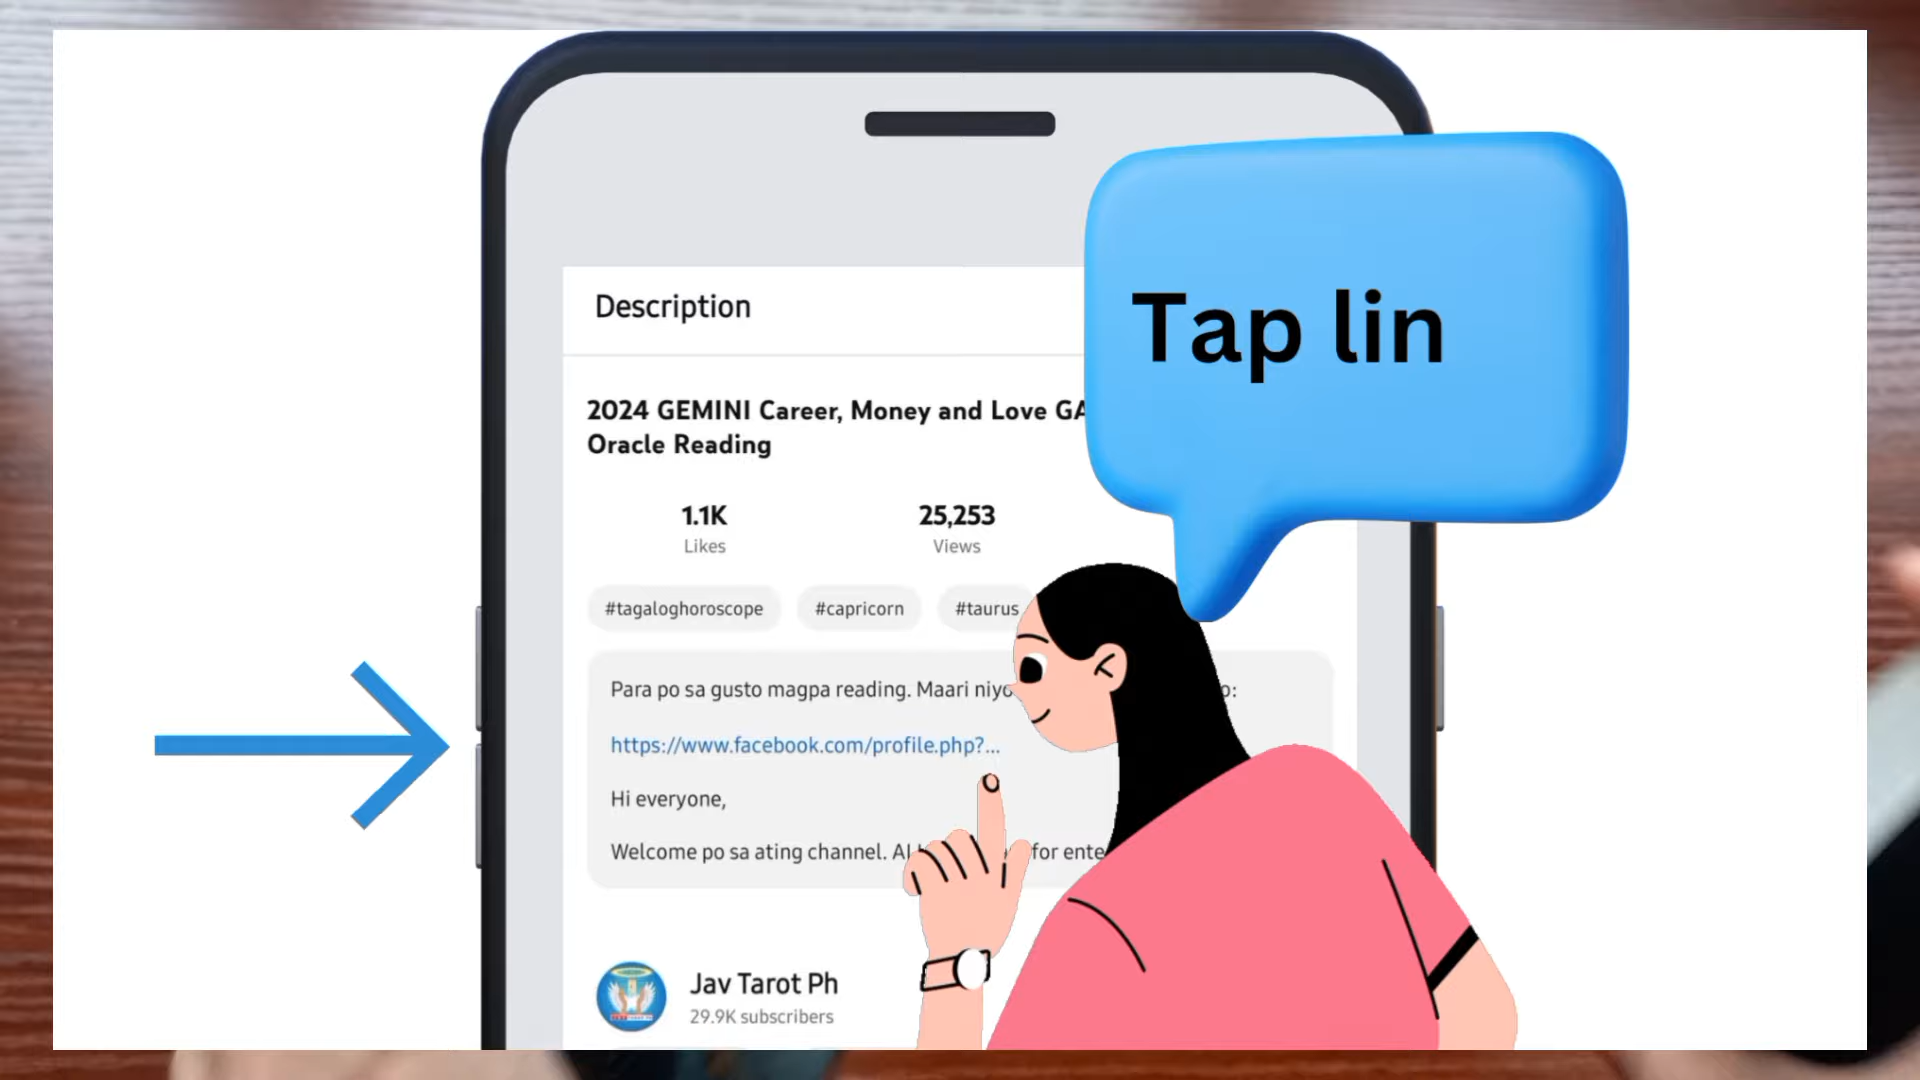 Tap lin
Description
2024 GEMINI Career, Money and Love GA
Oracle Reading
1.1K
Likes
25,253
Views
#tagaloghoroscope
#capricorn
#taurus
Para po sa gusto magpa reading. Maari niyo
https://www.facebook.com/profile.php?...
Hi everyone,
Welcome po sa ating channel. for ente
Jav Tarot Ph
29.9K subscribers